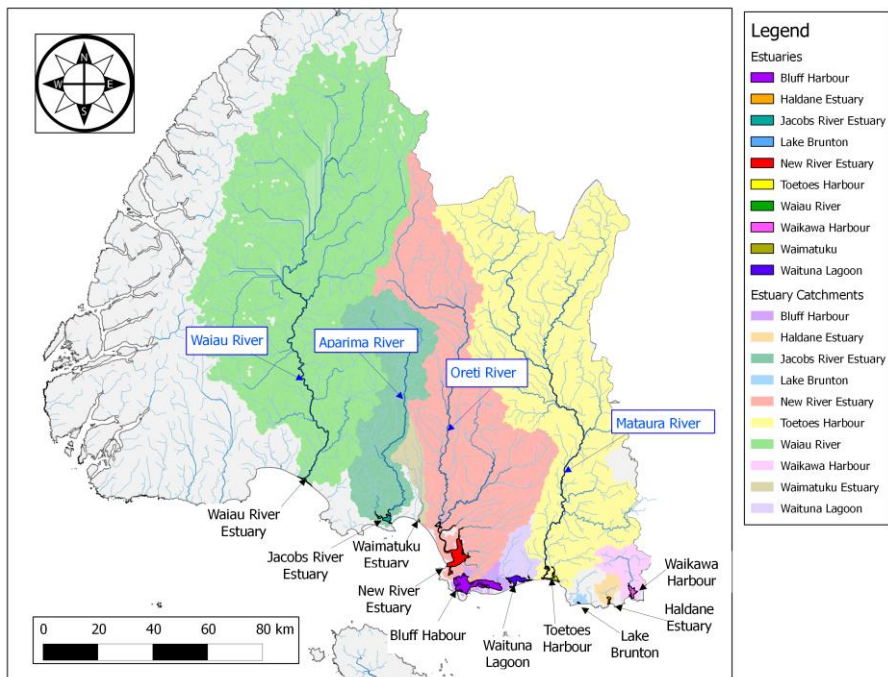 N
W
E
S
Waiau River
Aparima River
Oreti River
Mataura River
Waiau River
Estuary
Jacobs River
Estuary
Waimatuku
Estuarv
New River
Estuary
Bluff Habour
Waituna
Lagoon
Toetoes
Harbour
Lake
Brunton
Haldane
Estuary
Waikawa
Harbour
0 20 40 60 80 km
Legend
Estuaries
Bluff Harbour
Haldane Estuary
Jacobs River Estuary
Lake Brunton
New River Estuary
Toetoes Harbour
Waiau River
Waikawa Harbour
Waimatuku
Waituna Lagoon
Estuary Catchments
Bluff Harbour
Haldane Estuary
Jacobs River Estuary
Lake Brunton
New River Estuary
Toetoes Harbour
Waiau River
Waikawa Harbour
Waimatuku Estuary
Waituna Lagoon